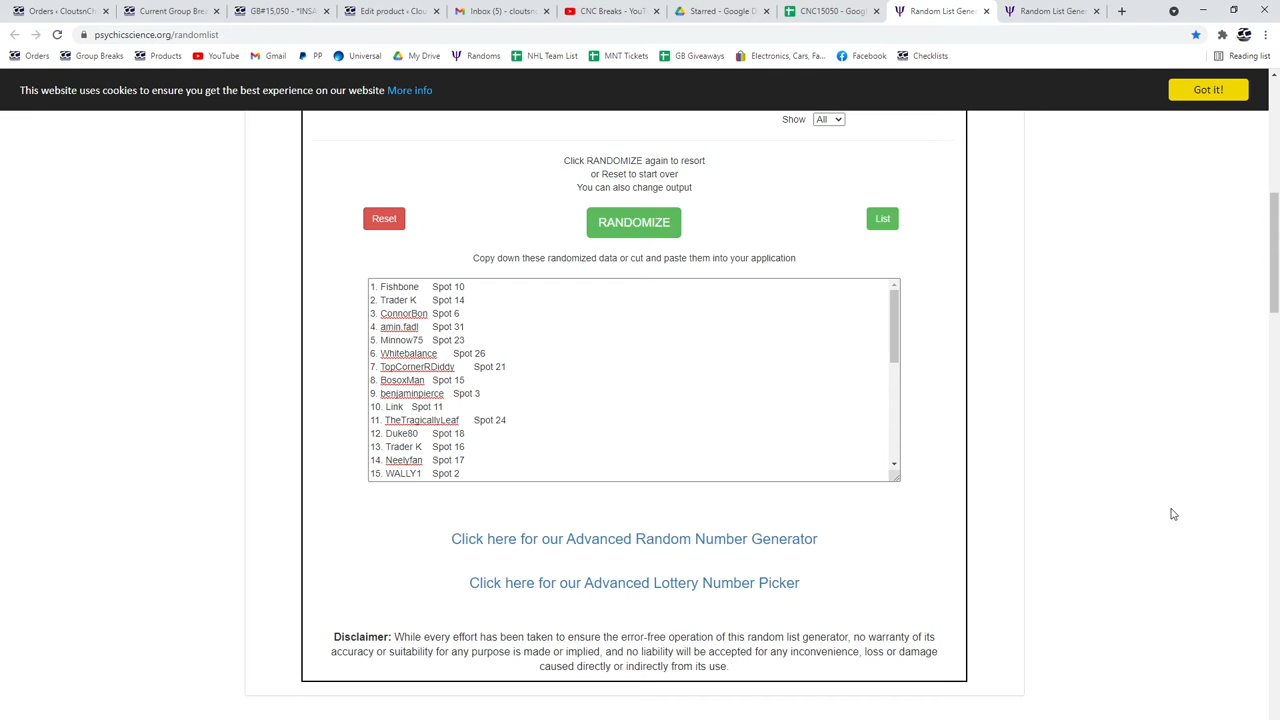 Orders ‹ CloutsnCh
Current Group Bre
GB#15,050 - *INSA
Edit product ‹ Clou
Inbox (5) - cloutsn
CNC Breaks - YouT
Starred - Google D
CNC15050 - Goog
Random List Gene
Random List Gene
psychicscience.org/randomlist
Orders
Group Breaks
Products
YouTube
Gmail
PP
Universal
My Drive
Randoms
NHL Team List
MNT Tickets
GB Giveaways
Electronics, Cars, Fa...
Facebook
Checklists
Reading list
This website uses cookies to ensure you get the best experience on our website More info
Got it!
Show All
Click RANDOMIZE again to resort
or Reset to start over
You can also change output
Reset
RANDOMIZE
List
Copy down these randomized data or cut and paste them into your application
1. Fishbone Spot 10
2. Trader K Spot 14
3. ConnorBon Spot 6
4. amin.fadl Spot 31
5. Minnow75 Spot 23
6. Whitebalance Spot 26
7. TopCornerRDiddy Spot 21
8. BosoxMan Spot 15
9. benjaminpierce Spot 3
10. Link Spot 11
11. TheTragicallyLeaf Spot 24
12. Duke80 Spot 18
13. Trader K Spot 16
14. Neelyfan Spot 17
15. WALLY1 Spot 2
Click here for our Advanced Random Number Generator
Click here for our Advanced Lottery Number Picker
Disclaimer: While every effort has been taken to ensure the error-free operation of this random list generator, no warranty of its
accuracy or suitability for any purpose is made or implied, and no liability will be accepted for any inconvenience, loss or damage
caused directly or indirectly from its use.